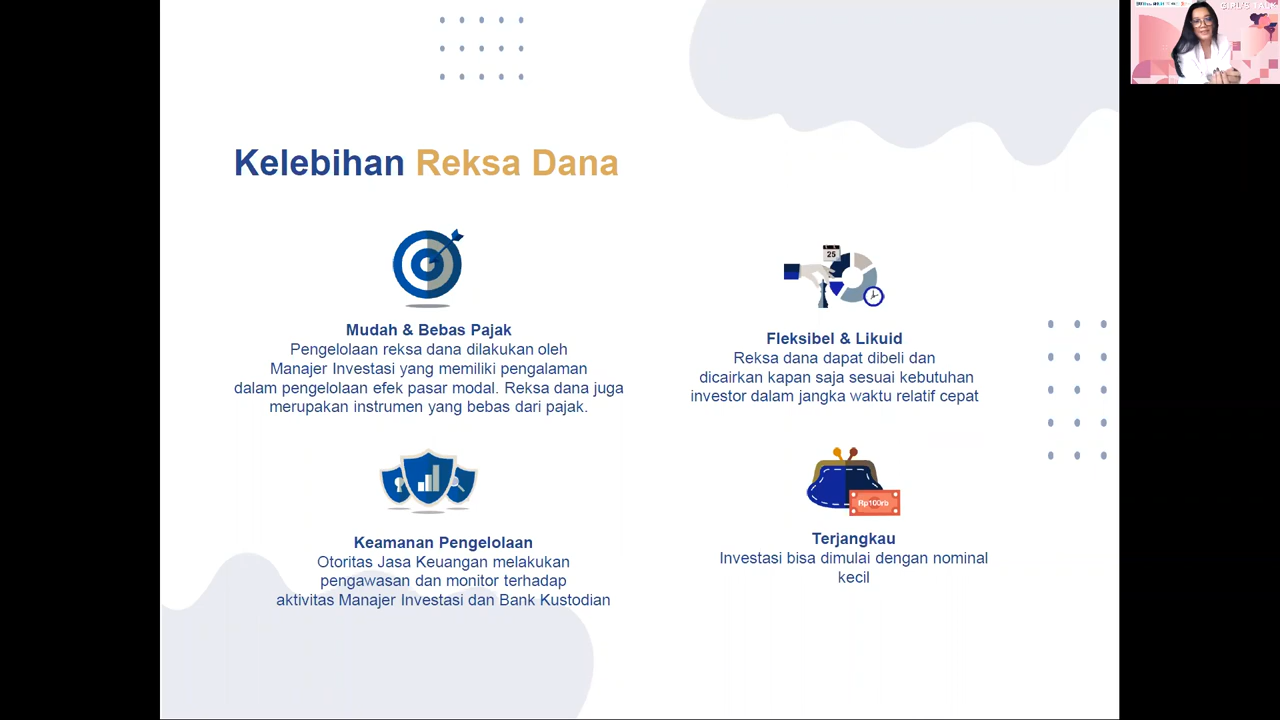 Kelebihan Reksa Dana
Mudah & Bebas Pajak
Pengelolaan reksa dana dilakukan oleh
Manajer Investasi yang memiliki pengalaman
dalam pengelolaan efek pasar modal. Reksa dana juga
merupakan instrumen yang bebas dari pajak.
25
Fleksibel & Likuid
Reksa dana dapat dibeli dan
dicairkan kapan saja sesuai kebutuhan
investor dalam jangka waktu relatif cepat
Keamanan Pengelolaan
Otoritas Jasa Keuangan melakukan
pengawasan dan monitor terhadap
aktivitas Manajer Investasi dan Bank Kustodian
Rp100rb
Terjangkau
Investasi bisa dimulai dengan nominal
kecil